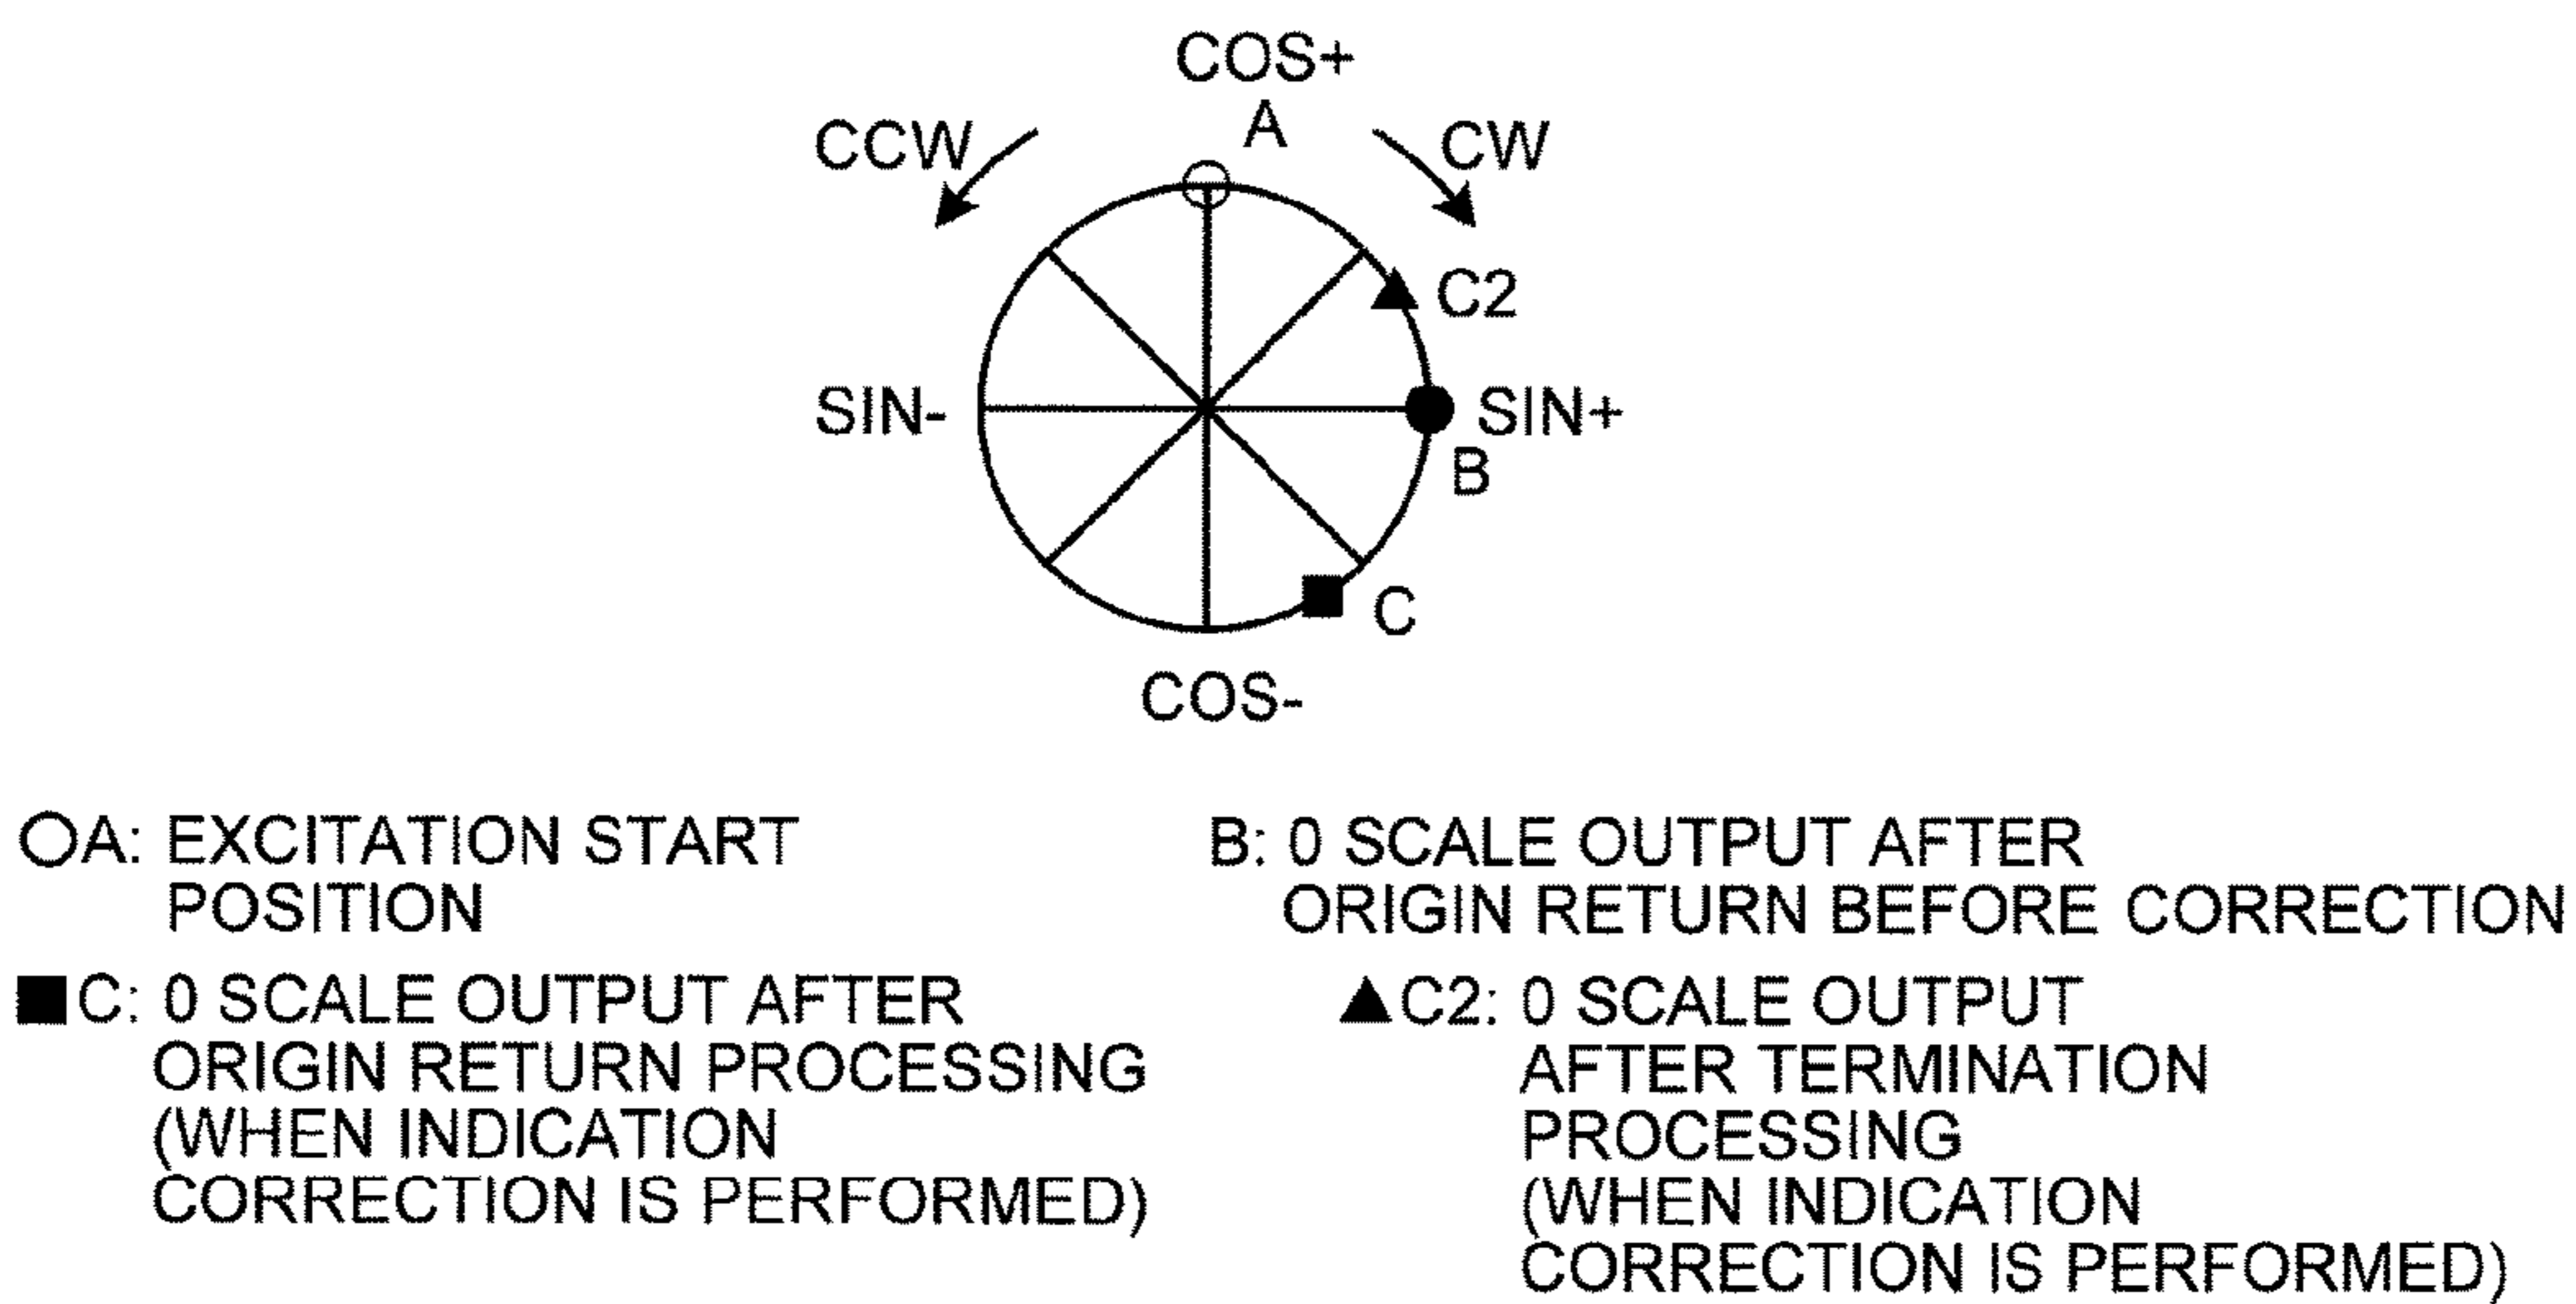 COS+
A
CCW
CW
C2
SIN-
SIN+
B
C
COS-
○A: EXCITATION START
POSITION
B: 0 SCALE OUTPUT AFTER
ORIGIN RETURN BEFORE CORRECTION
■C: 0 SCALE OUTPUT AFTER
ORIGIN RETURN PROCESSING
(WHEN INDICATION
CORRECTION IS PERFORMED)
▲C2: 0 SCALE OUTPUT
AFTER TERMINATION
PROCESSING
(WHEN INDICATION
CORRECTION IS PERFORMED)